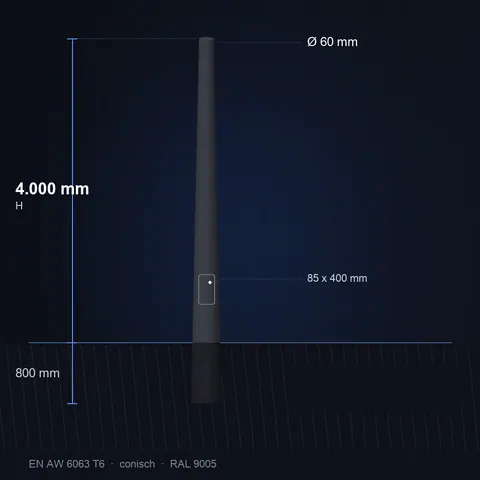 Ø 60 mm
4.000 mm
H
85 x 400 mm
800 mm
EN AW 6063 T6 · conisch · RAL 9005